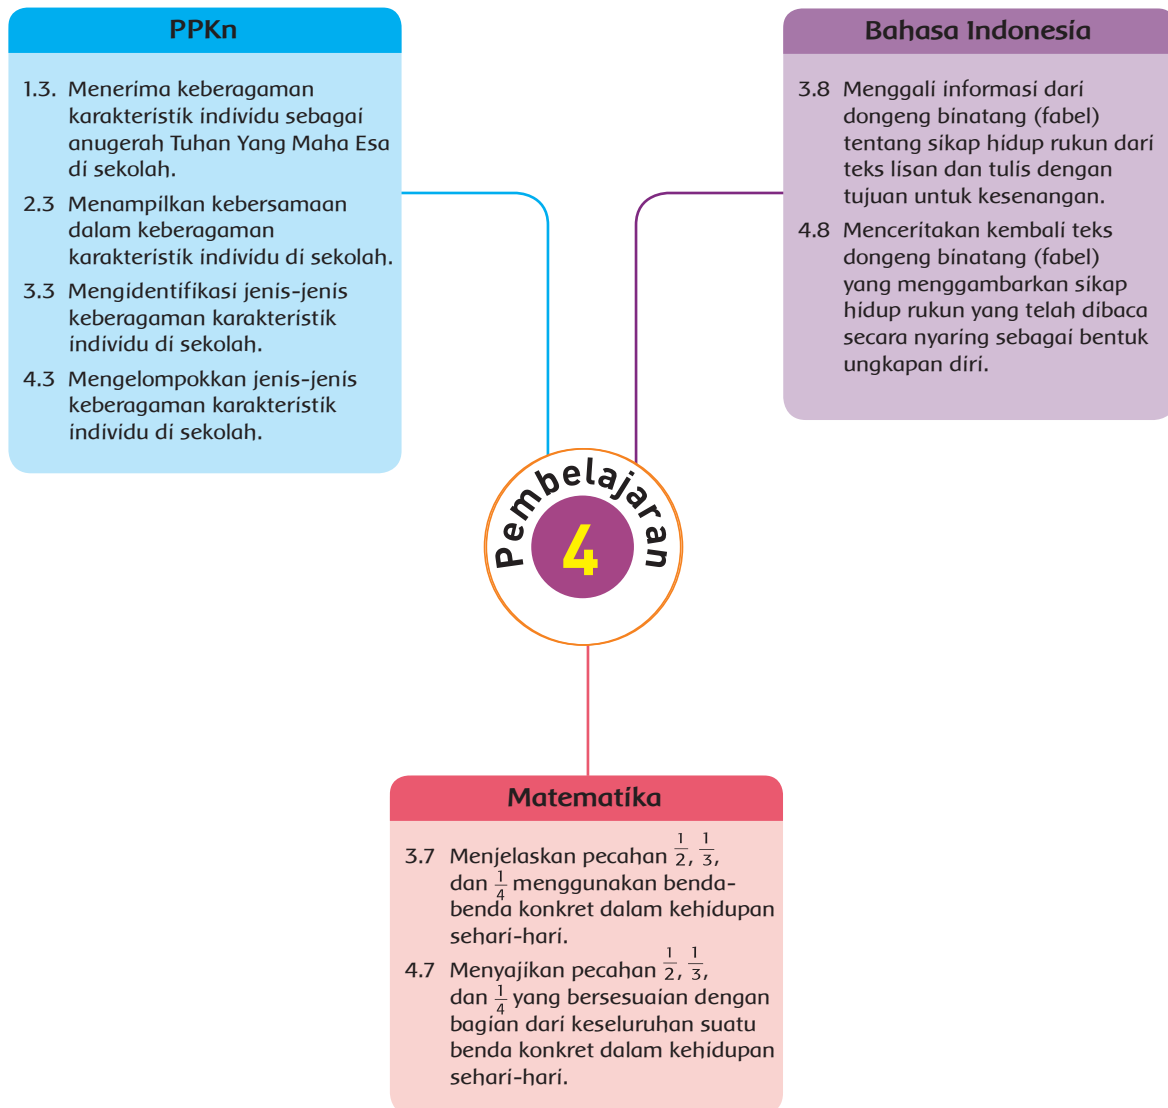 PPKn
1.3. Menerima keberagaman
karakteristik individu sebagai
anugerah Tuhan Yang Maha Esa
di sekolah.
2.3 Menampilkan kebersamaan
dalam keberagaman
karakteristik individu di sekolah.
3.3 Mengidentifikasi jenis-jenis
keberagaman karakteristik
individu di sekolah.
4.3 Mengelompokkan jenis-jenis
keberagaman karakteristik
individu di sekolah.
Bahasa Indonesia
3.8 Menggali informasi dari
dongeng binatang (fabel)
tentang sikap hidup rukun dari
teks lisan dan tulis dengan
tujuan untuk kesenangan.
4.8 Menceritakan kembali teks
dongeng binatang (fabel)
yang menggambarkan sikap
hidup rukun yang telah dibaca
secara nyaring sebagai bentuk
ungkapan diri.
Pembelajaran
4
Matematika
3.7 Menjelaskan pecahan 1/2, 1/3,
dan 1/4 menggunakan benda-
benda konkret dalam kehidupan
sehari-hari.
4.7 Menyajikan pecahan 1/2, 1/3,
dan 1/4 yang bersesuaian dengan
bagian dari keseluruhan suatu
benda konkret dalam kehidupan
sehari-hari.